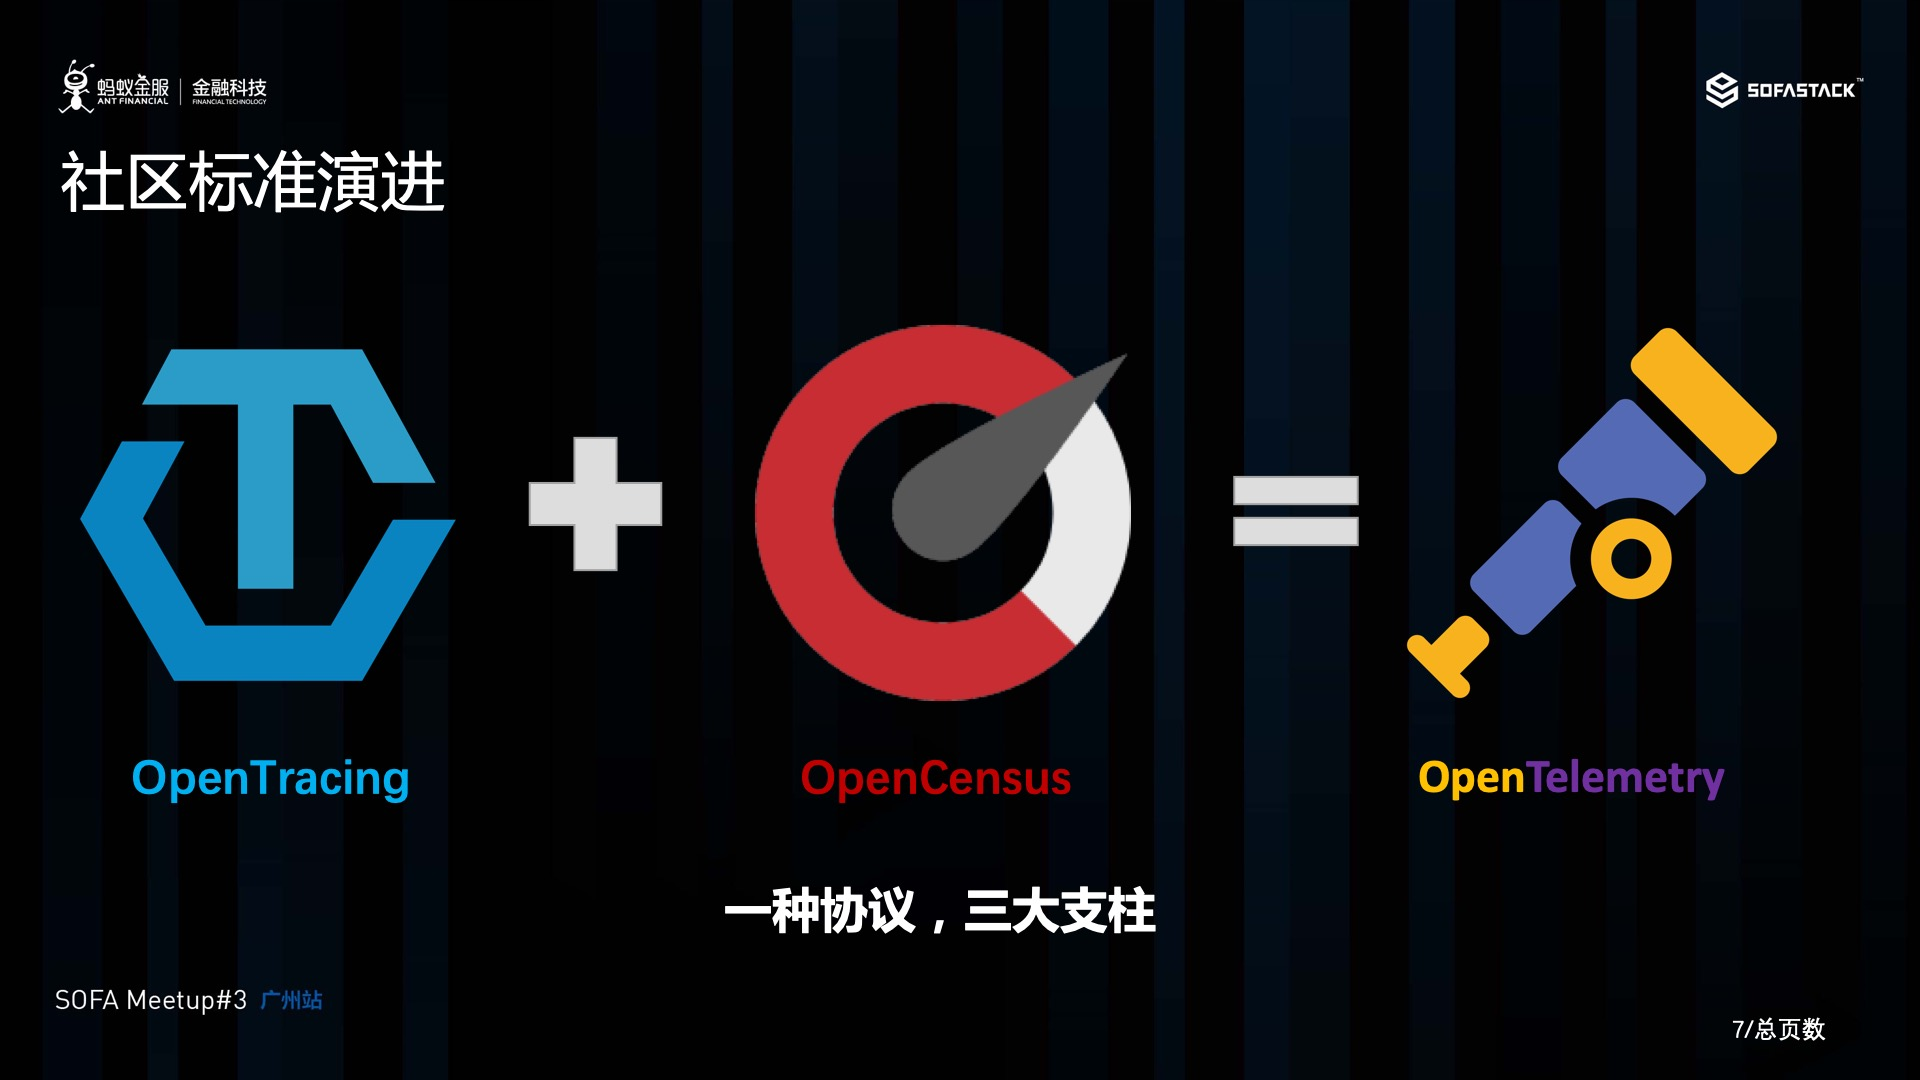 蚂蚁金服 金融科技
ANT FINANCIAL FINANCIAL TECHNOLOGY
SOFASTACK™
社区标准演进
OpenTracing
OpenCensus
OpenTelemetry
一种协议，三大支柱
SOFA Meetup#3 广州站
7/总页数